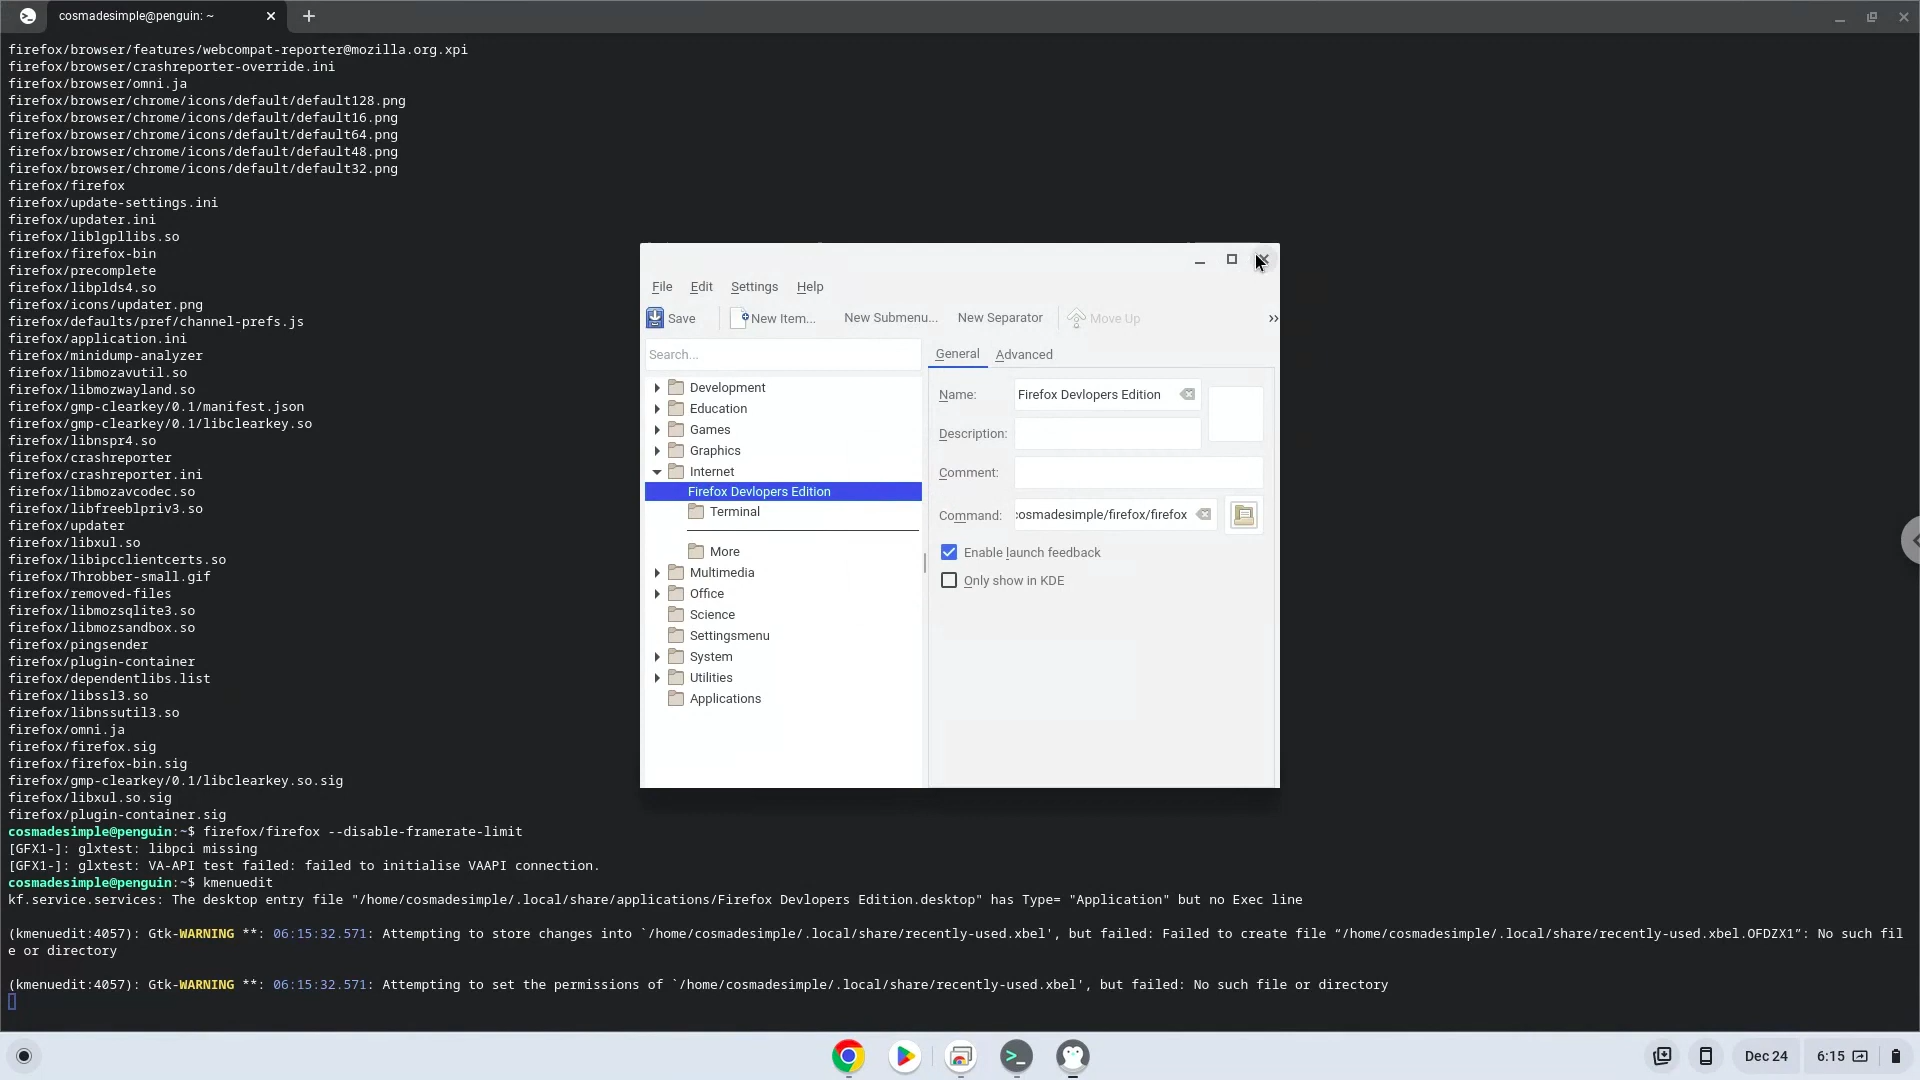 cosmadesimple@penguin: ~
firefox/browser/features/webcompat-reporter@mozilla.org.xpi
firefox/browser/crashreporter-override.ini
firefox/browser/omni.ja
firefox/browser/chrome/icons/default/default128.png
firefox/browser/chrome/icons/default/default16.png
firefox/browser/chrome/icons/default/default64.png
firefox/browser/chrome/icons/default/default48.png
firefox/browser/chrome/icons/default/default32.png
firefox/firefox
firefox/update-settings.ini
firefox/updater.ini
firefox/liblgpllibs.so
firefox/firefox-bin
firefox/precomplete
firefox/libplds4.so
firefox/icons/updater.png
firefox/defaults/pref/channel-prefs.js
firefox/application.ini
firefox/minidump-analyzer
firefox/libmozavutil.so
firefox/libmozwayland.so
firefox/gmp-clearkey/0.1/manifest.json
firefox/gmp-clearkey/0.1/libclearkey.so
firefox/libnspr4.so
firefox/crashreporter
firefox/crashreporter.ini
firefox/libmozavcodec.so
firefox/libfreeblpriv3.so
firefox/updater
firefox/libxul.so
firefox/libipcclientcerts.so
firefox/Throbber-small.gif
firefox/removed-files
firefox/libmozsqlite3.so
firefox/libmozsandbox.so
firefox/pingsender
firefox/plugin-container
firefox/dependentlibs.list
firefox/libssl3.so
firefox/libnssutil3.so
firefox/omni.ja
firefox/firefox.sig
firefox/firefox-bin.sig
firefox/gmp-clearkey/0.1/libclearkey.so.sig
firefox/libxul.so.sig
firefox/plugin-container.sig
cosmadesimple@penguin:~$ firefox/firefox --disable-framerate-limit
[GFX1-]: glxtest: libpci missing
[GFX1-]: glxtest: VA-API test failed: failed to initialise VAAPI connection.
cosmadesimple@penguin:~$ kmenuedit
kf.service.services: The desktop entry file "/home/cosmadesimple/.local/share/applications/Firefox Devlopers Edition.desktop" has Type= "Application" but no Exec line
(kmenuedit:4057): Gtk-WARNING **: 06:15:32.571: Attempting to store changes into `/home/cosmadesimple/.local/share/recently-used.xbel', but failed: Failed to create file “/home/cosmadesimple/.local/share/recently-used.xbel.OFDZX1”: No such fil
e or directory
(kmenuedit:4057): Gtk-WARNING **: 06:15:32.571: Attempting to set the permissions of `/home/cosmadesimple/.local/share/recently-used.xbel', but failed: No such file or directory
File Edit Settings Help
Save New Item... New Submenu... New Separator Move Up »
Search...
Development
Education
Games
Graphics
Internet
Firefox Devlopers Edition
Terminal
More
Multimedia
Office
Science
Settingsmenu
System
Utilities
Applications
General Advanced
Name: Firefox Devlopers Edition
Description:
Comment:
Command: cosmadesimple/firefox/firefox
Enable launch feedback
Only show in KDE
Dec 24 6:15